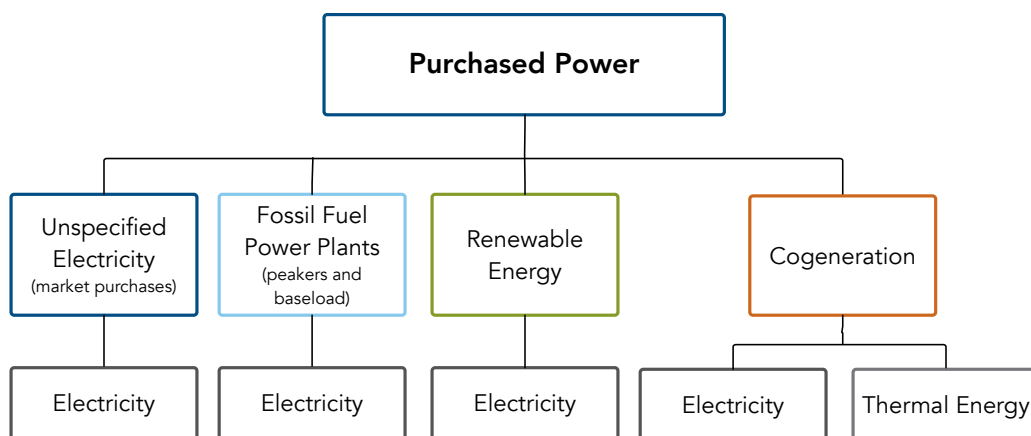 Purchased Power
Unspecified
Electricity
(market purchases)
Fossil Fuel
Power Plants
(peakers and
baseload)
Renewable
Energy
Cogeneration
Electricity
Electricity
Electricity
Electricity
Thermal Energy